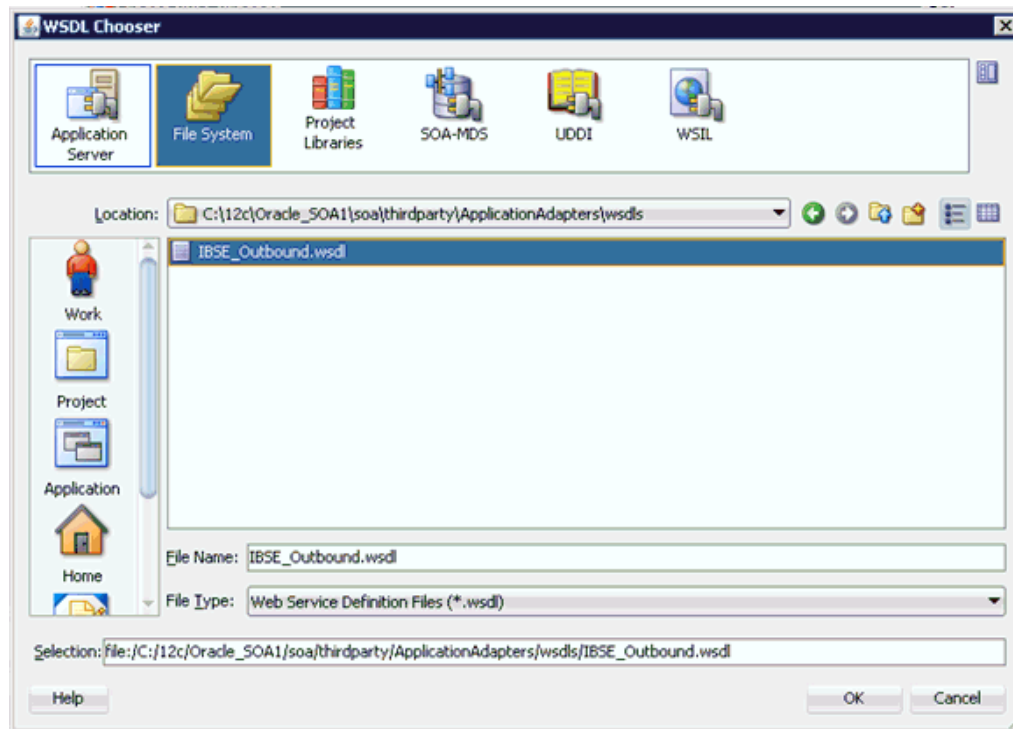 WSDL Chooser
Application
Server
File System
Project
Libraries
SOA-MDS
UDDI
WSIL
Location: C:\12c\Oracle_SOA1\soa\thirdparty\ApplicationAdapters\wsdls
IBSE_Outbound.wsdl
Work
Project
Application
Home
File Name: IBSE_Outbound.wsdl
File Type: Web Service Definition Files (*.wsdl)
Selection: file:/C:/12c/Oracle_SOA1/soa/thirdparty/ApplicationAdapters/wsdls/IBSE_Outbound.wsdl
Help OK Cancel